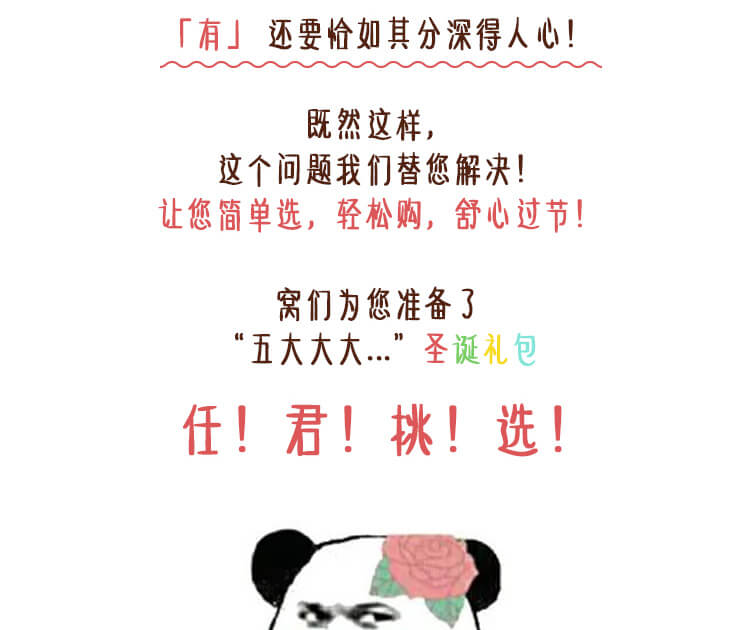 「有」 还要恰如其分深得人心！
既然这样，
这个问题我们替您解决！
让您简单选，轻松购，舒心过节！
窝们为您准备了
“五大大大...”圣诞礼包
任！君！挑！选！